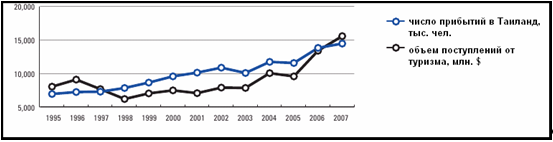 20,000
15,000
10,000
5,000
1995 1996 1997 1998 1999 2000 2001 2002 2003 2004 2005 2006 2007
число прибытий в Таиланд,
тыс. чел.
объем поступлений от
туризма, млн. $